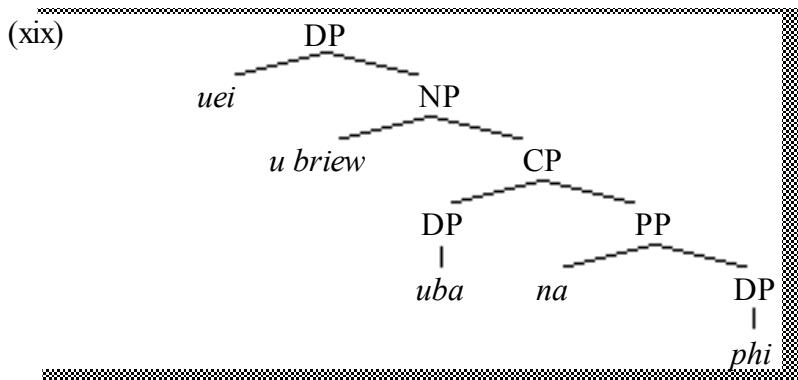 (xix) DP
uei NP
u briew CP
DP PP
uba na DP
phi